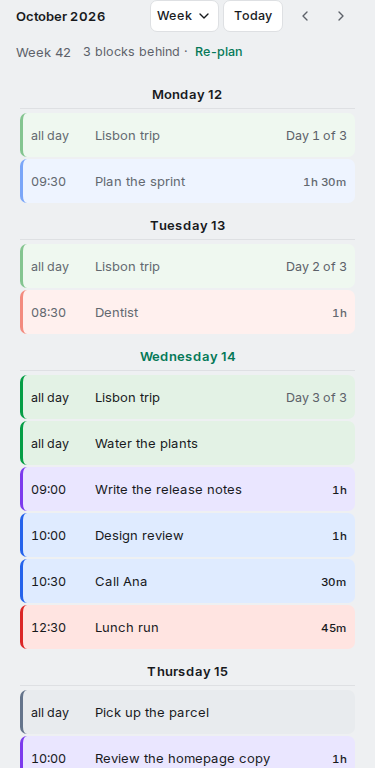 October 2026 Week Today
Week 42 3 blocks behind · Re-plan
Monday 12
all day Lisbon trip Day 1 of 3
09:30 Plan the sprint 1h 30m
Tuesday 13
all day Lisbon trip Day 2 of 3
08:30 Dentist 1h
Wednesday 14
all day Lisbon trip Day 3 of 3
all day Water the plants
09:00 Write the release notes 1h
10:00 Design review 1h
10:30 Call Ana 30m
12:30 Lunch run 45m
Thursday 15
all day Pick up the parcel
10:00 Review the homepage copy 1h